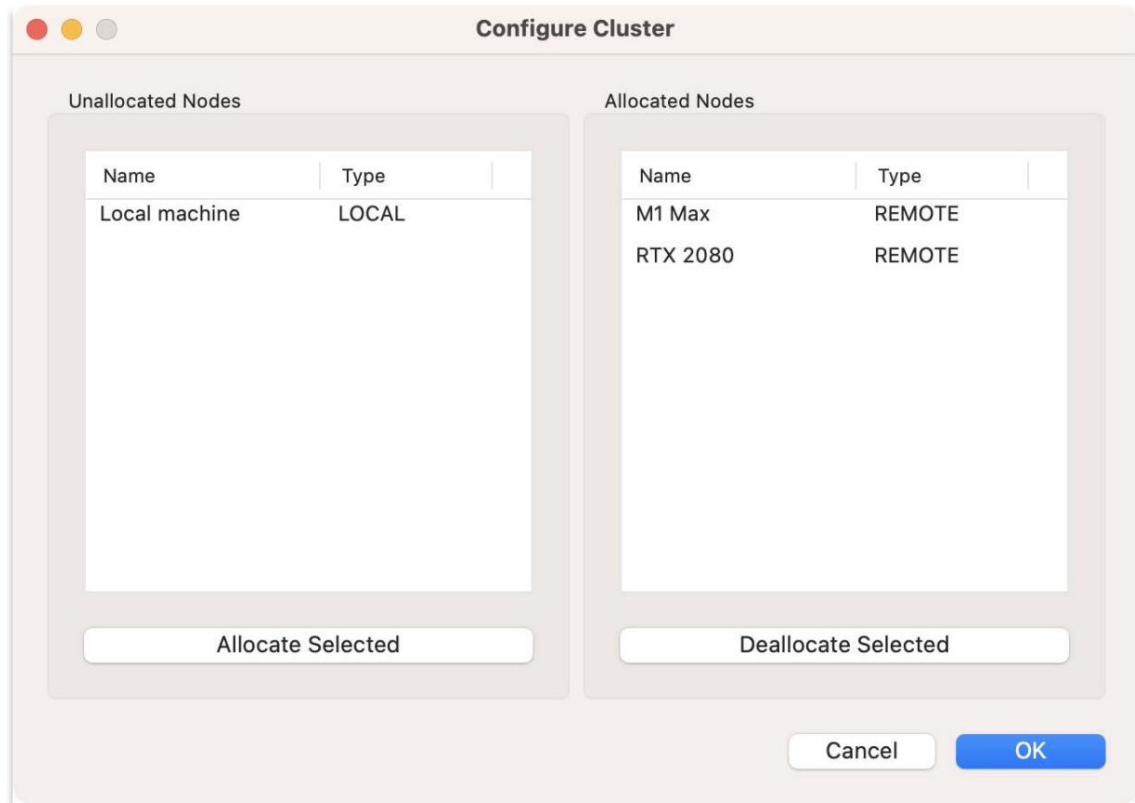 Configure Cluster
Unallocated Nodes
Name Type
Local machine LOCAL
Allocate Selected
Allocated Nodes
Name Type
M1 Max REMOTE
RTX 2080 REMOTE
Deallocate Selected
Cancel OK